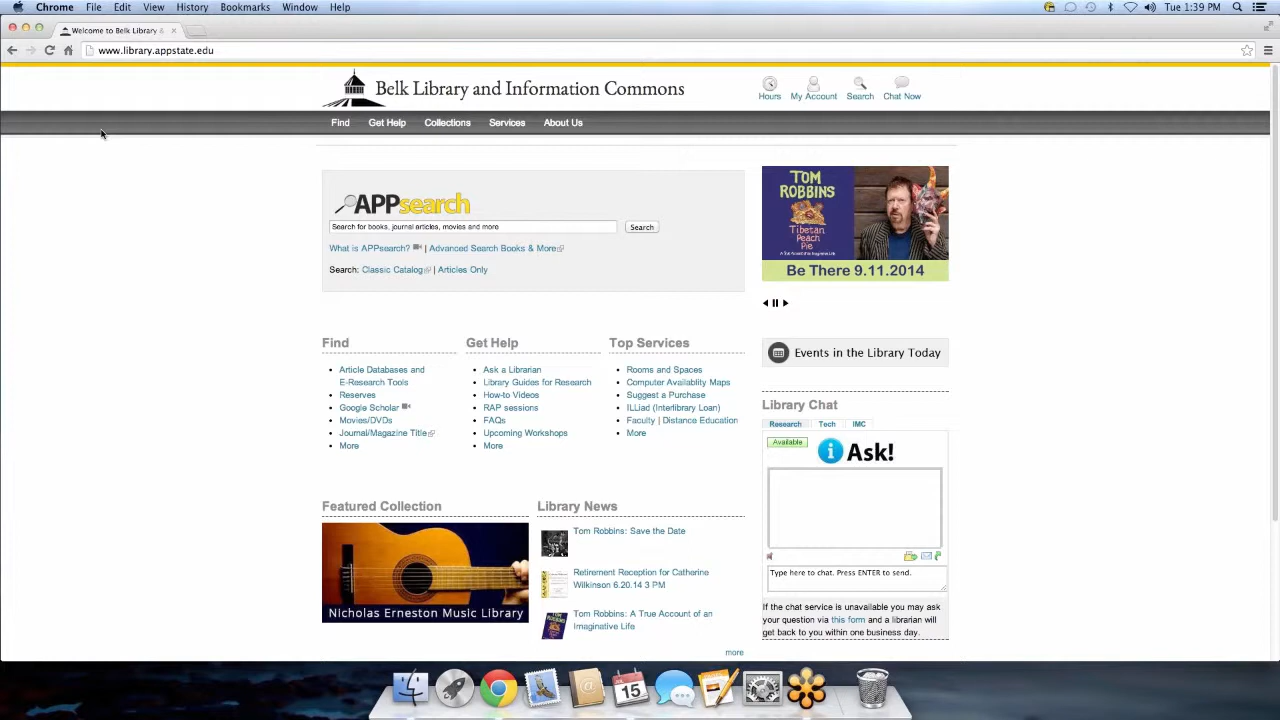 Chrome File Edit View History Bookmarks Window Help Tue 1:39 PM
Welcome to Belk Library &
www.library.appstate.edu
Belk Library and Information Commons
Hours My Account Search Chat Now
Find Get Help Collections Services About Us
APPsearch
Search for books, journal articles, movies and more Search
What is APPsearch? | Advanced Search Books & More
Search: Classic Catalog | Articles Only
TOM
ROBBINS
Tibetan
Peach
Pie
Be There 9.11.2014
Events in the Library Today
Find
Article Databases and
E-Research Tools
Reserves
Google Scholar
Movies/DVDs
Journal/Magazine Title
More
Get Help
Ask a Librarian
Library Guides for Research
How-to Videos
RAP sessions
FAQs
Upcoming Workshops
More
Top Services
Rooms and Spaces
Computer Availablity Maps
Suggest a Purchase
ILLiad (Interlibrary Loan)
Faculty | Distance Education
More
Library Chat
Research Tech IMC
Available
i Ask!
Type here to chat. Press ENTER to send.
If the chat service is unavailable you may ask
your question via this form and a librarian will
get back to you within one business day.
Featured Collection
Nicholas Erneston Music Library
Library News
Tom Robbins: Save the Date
Retirement Reception for Catherine
Wilkinson 6.20.14 3 PM
Tom Robbins: A True Account of an
Imaginative Life
more
15